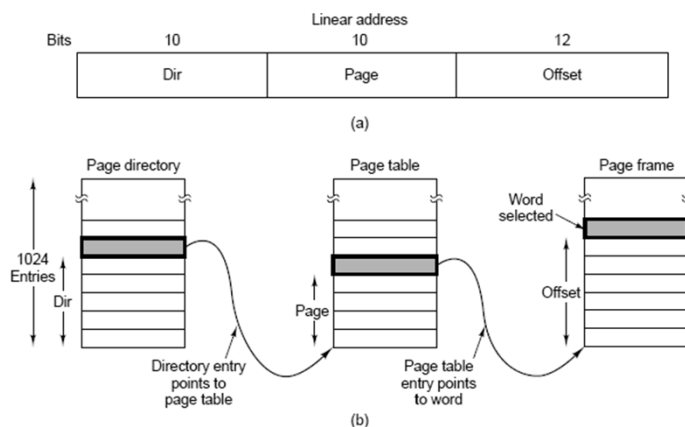 Linear address
Bits 10 10 12
Dir Page Offset
(a)
Page directory Page table Page frame
Word
selected
1024
Entries
Dir
Page
Offset
Directory entry
points to
page table
Page table
entry points
to word
(b)